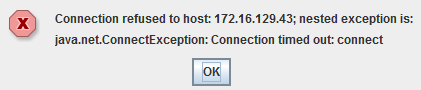 Connection refused to host: 172.16.129.43; nested exception is:
java.net.ConnectException: Connection timed out: connect
OK